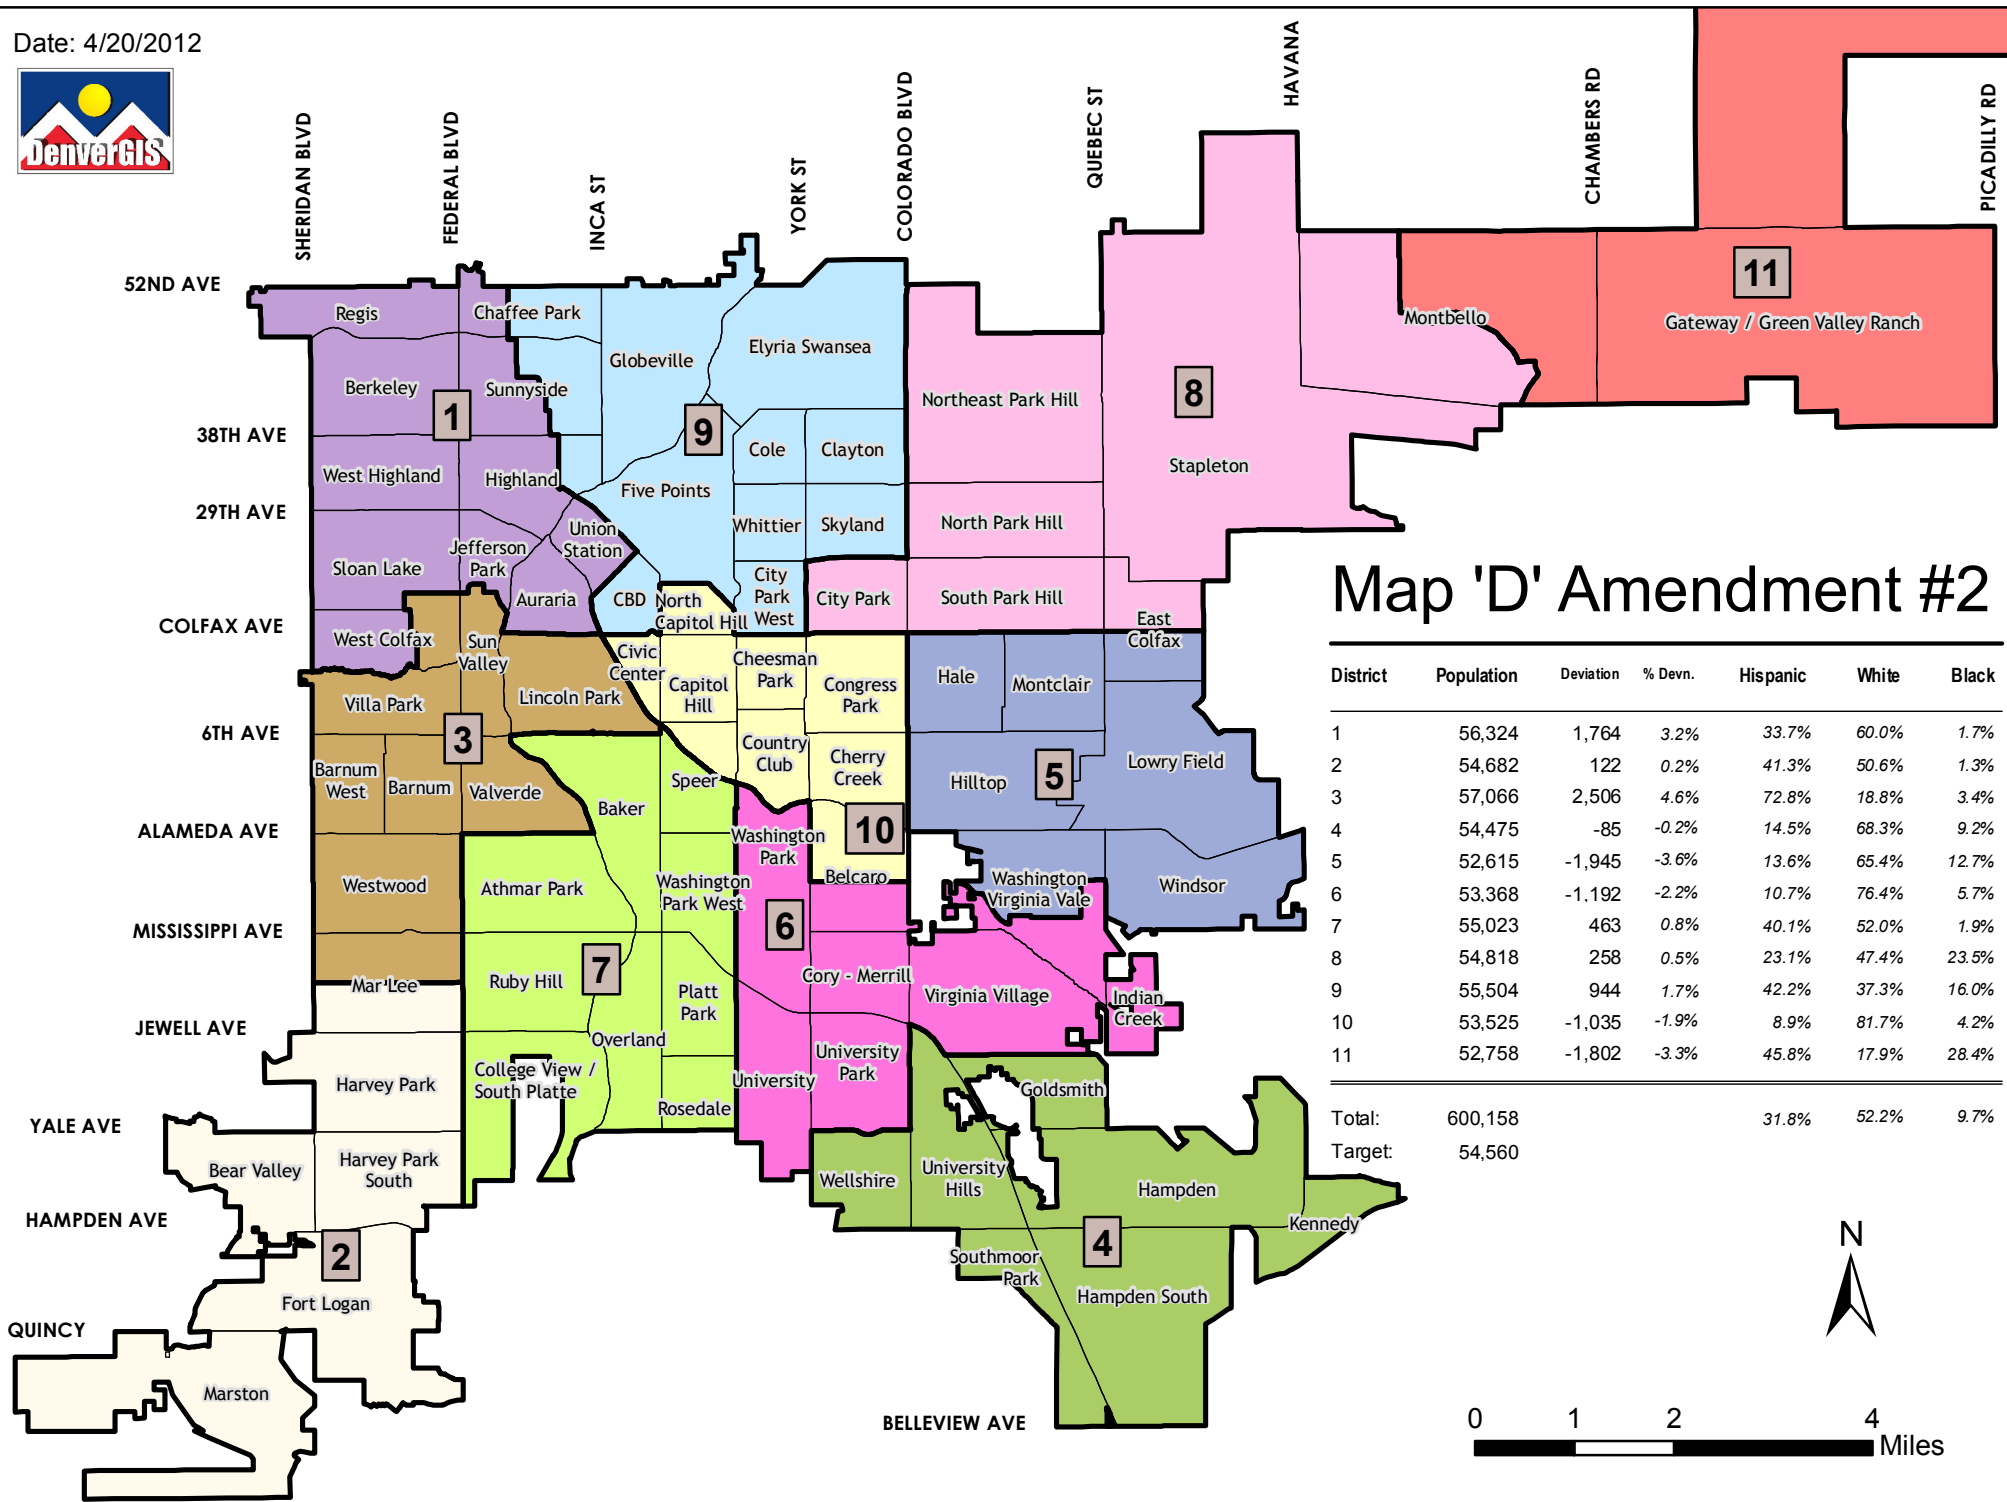 Date: 4/20/2012
DenverGIS
SHERIDAN BLVD
FEDERAL BLVD
INCA ST
YORK ST
COLORADO BLVD
QUEBEC ST
HAVANA
CHAMBERS RD
PICADILLY RD
52ND AVE
38TH AVE
29TH AVE
COLFAX AVE
6TH AVE
ALAMEDA AVE
MISSISSIPPI AVE
JEWELL AVE
YALE AVE
HAMPDEN AVE
QUINCY
BELLEVIEW AVE
Regis
Chaffee Park
Berkeley
Sunnyside
1
West Highland
Highland
Union
Station
Sloan Lake
Jefferson
Park
Auraria
West Colfax
Globeville
Elyria Swansea
9
Cole
Clayton
Five Points
Whittier
Skyland
CBD
City
Park
West
North
Capitol Hill
Northeast Park Hill
8
Stapleton
North Park Hill
City Park
South Park Hill
East
Colfax
Montbello
11
Gateway / Green Valley Ranch
Sun
Valley
Villa Park
Lincoln Park
3
Barnum
West
Barnum
Valverde
Westwood
Mar Lee
Civic
Center
Capitol
Hill
Cheesman
Park
Congress
Park
Country
Club
Cherry
Creek
10
Belcaro
Hale
Montclair
Lowry Field
Hilltop
5
Washington
Virginia Vale
Windsor
Speer
Baker
Athmar Park
Washington
Park West
Ruby Hill
7
Platt
Park
Overland
College View /
South Platte
Rosedale
Washington
Park
6
Cory - Merrill
Virginia Village
Indian
Creek
University
University
Park
Harvey Park
Bear Valley
Harvey Park
South
2
Fort Logan
Marston
Goldsmith
Wellshire
University
Hills
Hampden
Kennedy
4
Southmoor
Park
Hampden South
Map 'D' Amendment #2
District Population Deviation % Devn. Hispanic White Black
1 56,324 1,764 3.2% 33.7% 60.0% 1.7%
2 54,682 122 0.2% 41.3% 50.6% 1.3%
3 57,066 2,506 4.6% 72.8% 18.8% 3.4%
4 54,475 -85 -0.2% 14.5% 68.3% 9.2%
5 52,615 -1,945 -3.6% 13.6% 65.4% 12.7%
6 53,368 -1,192 -2.2% 10.7% 76.4% 5.7%
7 55,023 463 0.8% 40.1% 52.0% 1.9%
8 54,818 258 0.5% 23.1% 47.4% 23.5%
9 55,504 944 1.7% 42.2% 37.3% 16.0%
10 53,525 -1,035 -1.9% 8.9% 81.7% 4.2%
11 52,758 -1,802 -3.3% 45.8% 17.9% 28.4%
Total: 600,158 31.8% 52.2% 9.7%
Target: 54,560
N
0 1 2 4
Miles